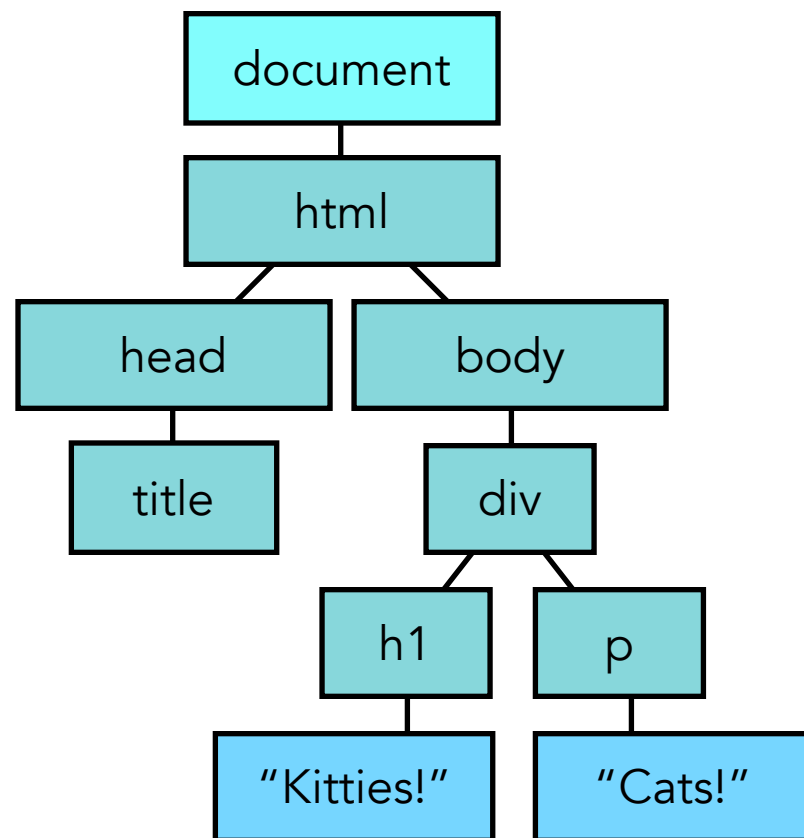 document
html
head
body
title
div
h1
p
“Kitties!”
“Cats!”